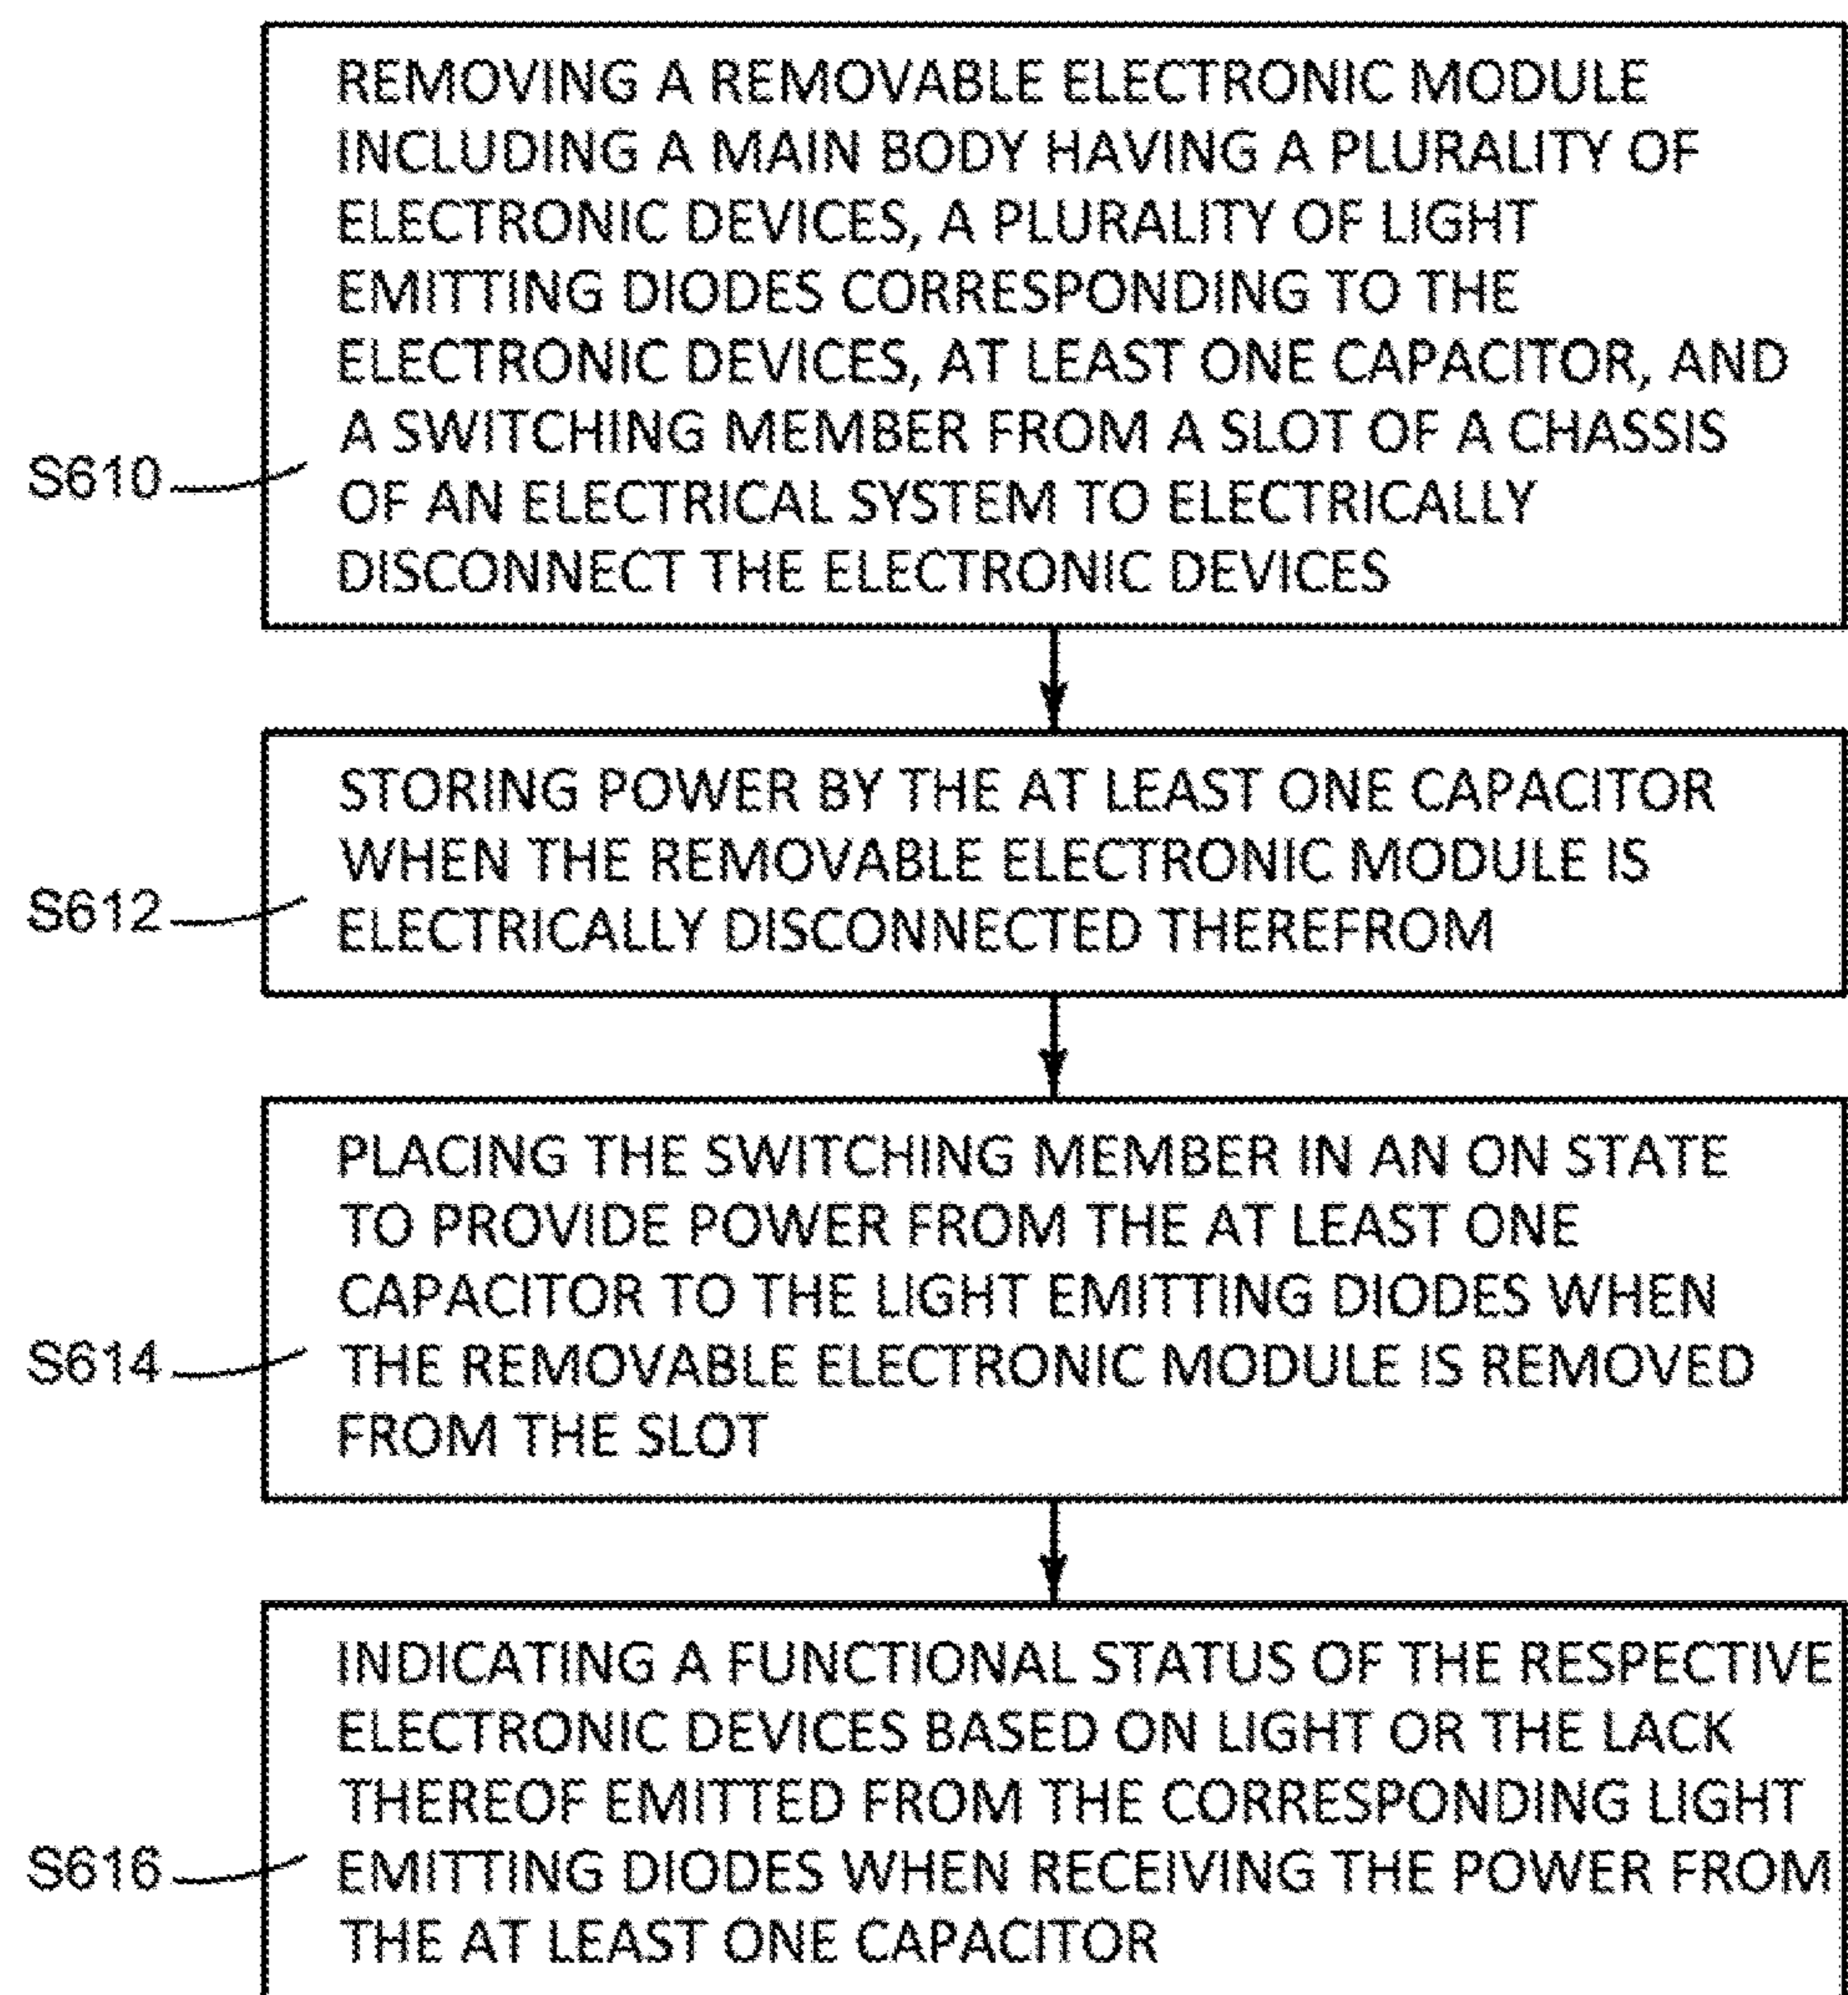 REMOVING A REMOVABLE ELECTRONIC MODULE
INCLUDING A MAIN BODY HAVING A PLURALITY OF
ELECTRONIC DEVICES, A PLURALITY OF LIGHT
EMITTING DIODES CORRESPONDING TO THE
ELECTRONIC DEVICES, AT LEAST ONE CAPACITOR, AND
A SWITCHING MEMBER FROM A SLOT OF A CHASSIS
OF AN ELECTRICAL SYSTEM TO ELECTRICALLY
DISCONNECT THE ELECTRONIC DEVICES
S610
STORING POWER BY THE AT LEAST ONE CAPACITOR
WHEN THE REMOVABLE ELECTRONIC MODULE IS
ELECTRICALLY DISCONNECTED THEREFROM
S612
PLACING THE SWITCHING MEMBER IN AN ON STATE
TO PROVIDE POWER FROM THE AT LEAST ONE
CAPACITOR TO THE LIGHT EMITTING DIODES WHEN
THE REMOVABLE ELECTRONIC MODULE IS REMOVED
FROM THE SLOT
S614
INDICATING A FUNCTIONAL STATUS OF THE RESPECTIVE
ELECTRONIC DEVICES BASED ON LIGHT OR THE LACK
THEREOF EMITTED FROM THE CORRESPONDING LIGHT
EMITTING DIODES WHEN RECEIVING THE POWER FROM
THE AT LEAST ONE CAPACITOR
S616